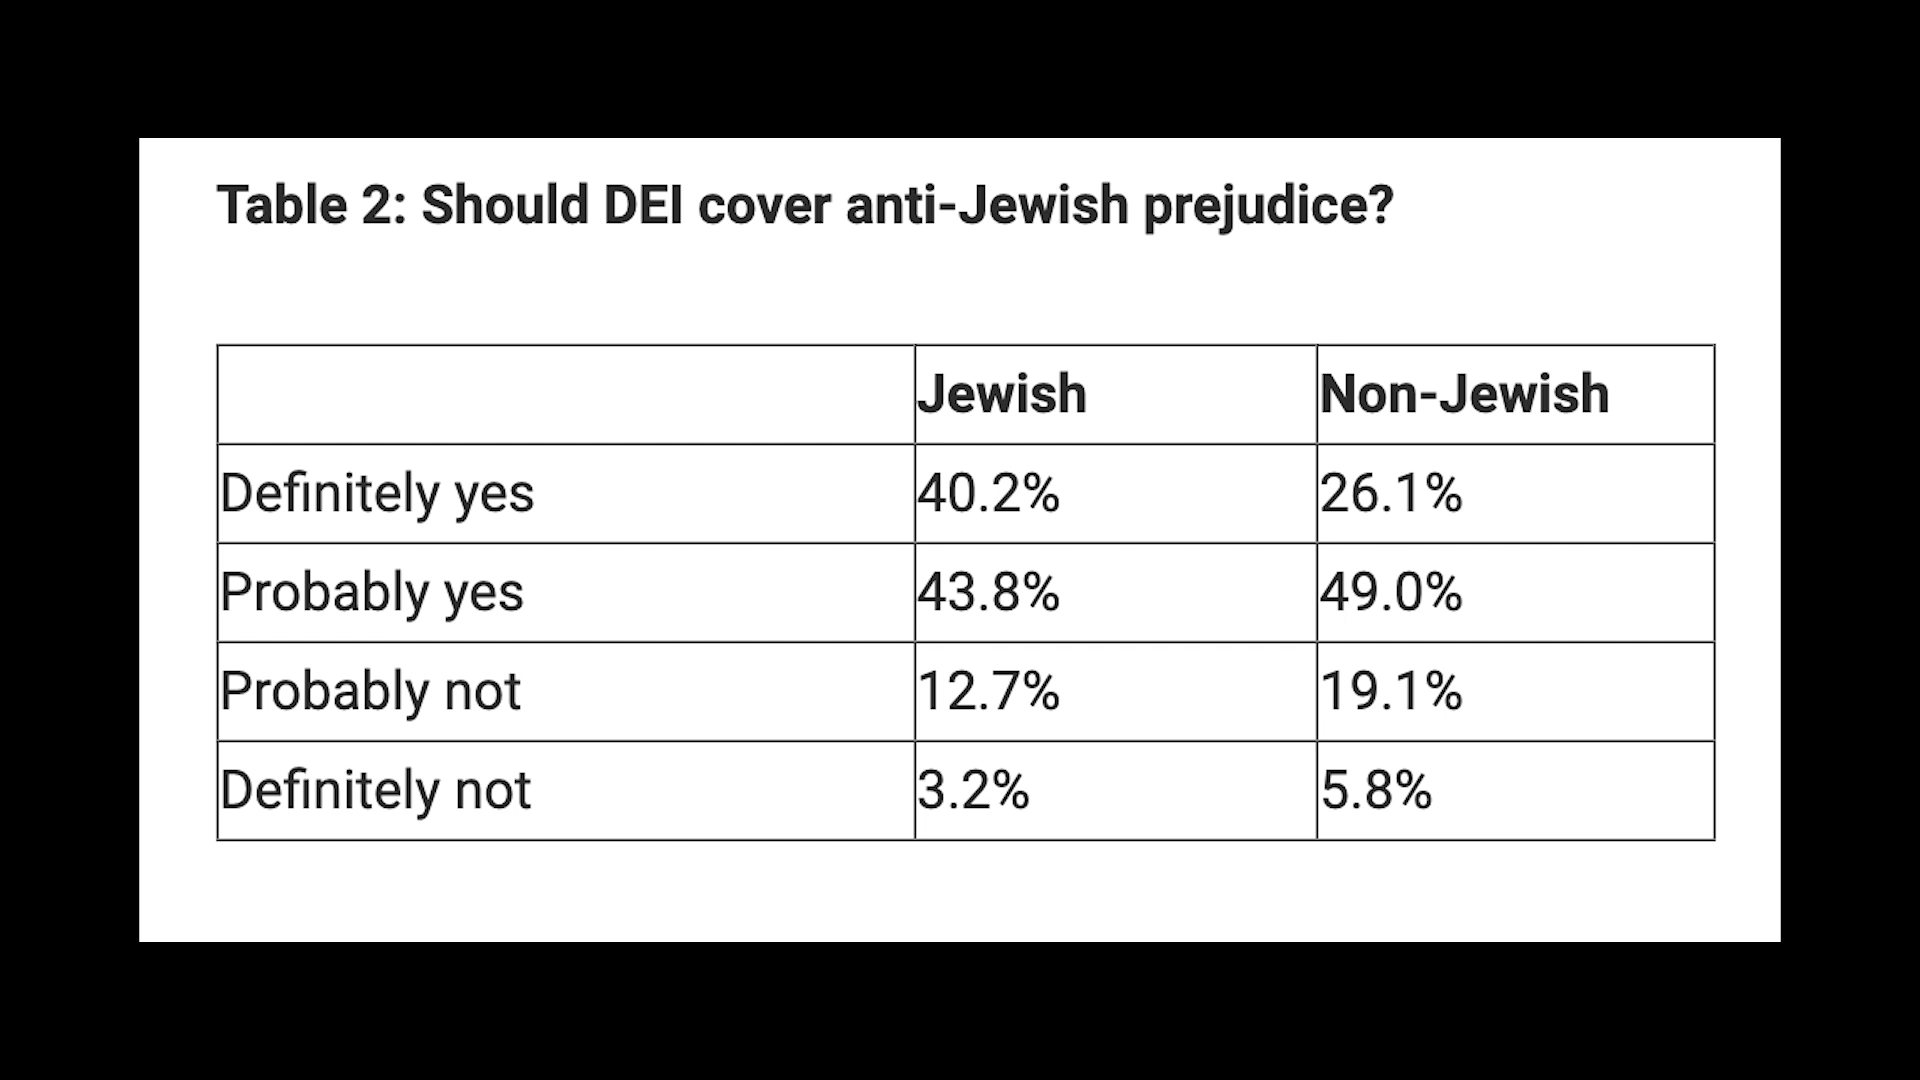 Table 2: Should DEI cover anti-Jewish prejudice?
Jewish Non-Jewish
Definitely yes 40.2% 26.1%
Probably yes 43.8% 49.0%
Probably not 12.7% 19.1%
Definitely not 3.2% 5.8%